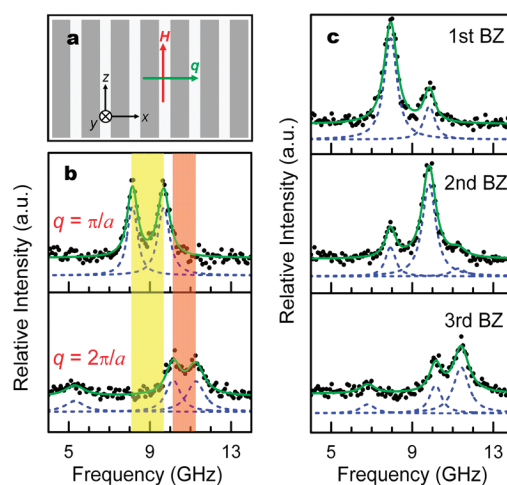 a
H
q
z
y
x
b
q = π/a
q = 2π/a
Relative Intensity (a.u.)
5
9
13
Frequency (GHz)
c
1st BZ
2nd BZ
3rd BZ
Relative Intensity (a.u.)
5
9
13
Frequency (GHz)